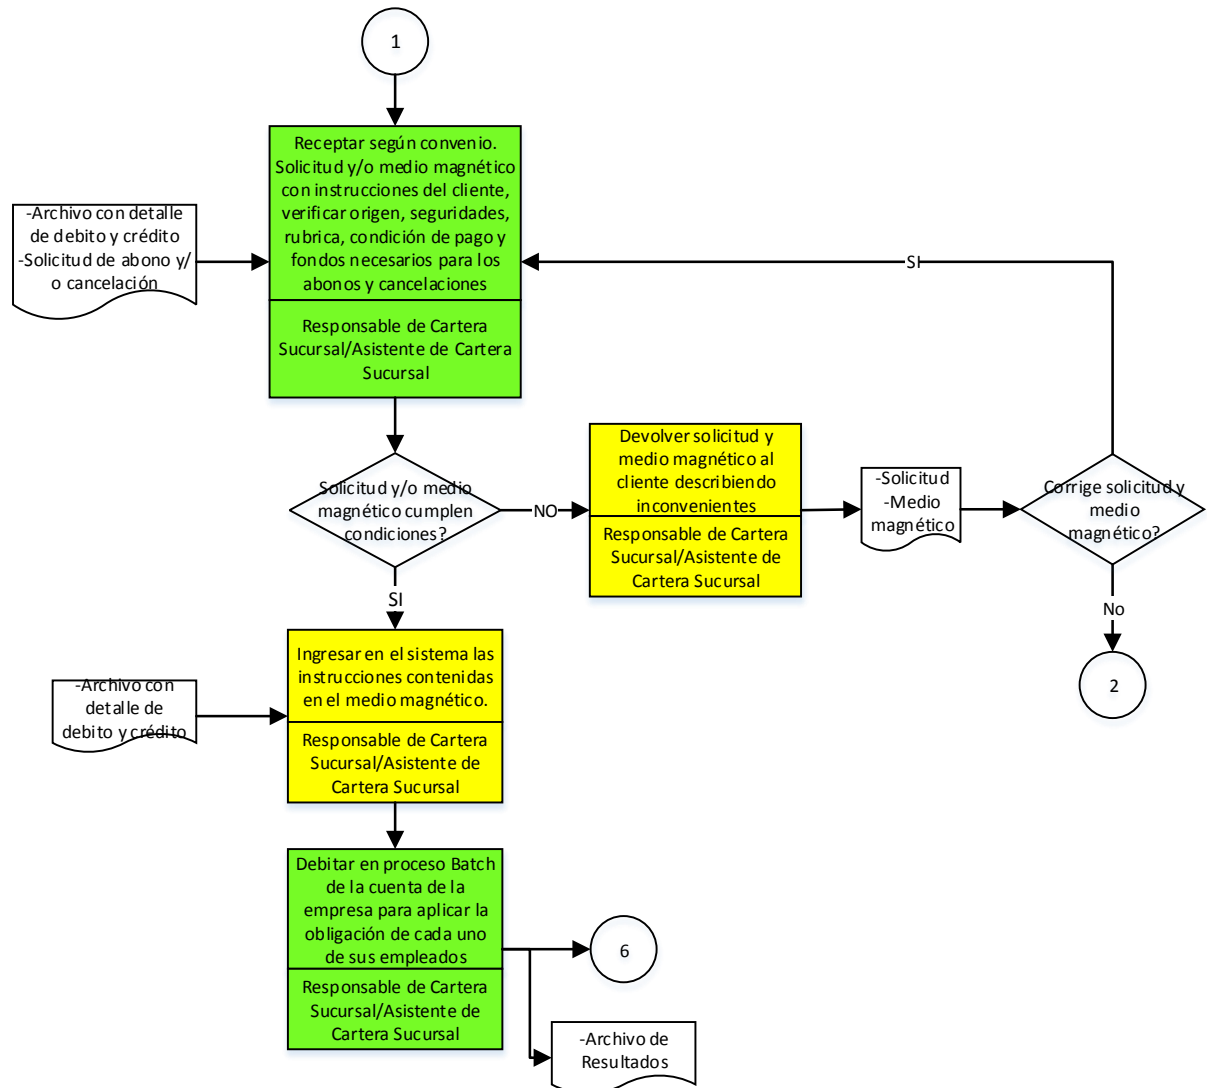 1
Receptar según convenio.
Solicitud y/o medio magnético
con instrucciones del cliente,
verificar origen, seguridades,
rubrica, condición de pago y
fondos necesarios para los
abonos y cancelaciones
Responsable de Cartera
Sucursal/Asistente de Cartera
Sucursal
-Archivo con detalle
de debito y crédito
-Solicitud de abono y/
o cancelación
SI
Solicitud y/o medio
magnético cumplen
condiciones?
NO
Devolver solicitud y
medio magnético al
cliente describiendo
inconvenientes
Responsable de Cartera
Sucursal/Asistente de
Cartera Sucursal
-Solicitud
-Medio
magnético
Corrige solicitud y
medio
magnético?
No
2
SI
Ingresar en el sistema las
instrucciones contenidas
en el medio magnético.
Responsable de Cartera
Sucursal/Asistente de
Cartera Sucursal
-Archivo con
detalle de
debito y crédito
Debitar en proceso Batch
de la cuenta de la
empresa para aplicar la
obligación de cada uno
de sus empleados
Responsable de Cartera
Sucursal/Asistente de
Cartera Sucursal
6
-Archivo de
Resultados